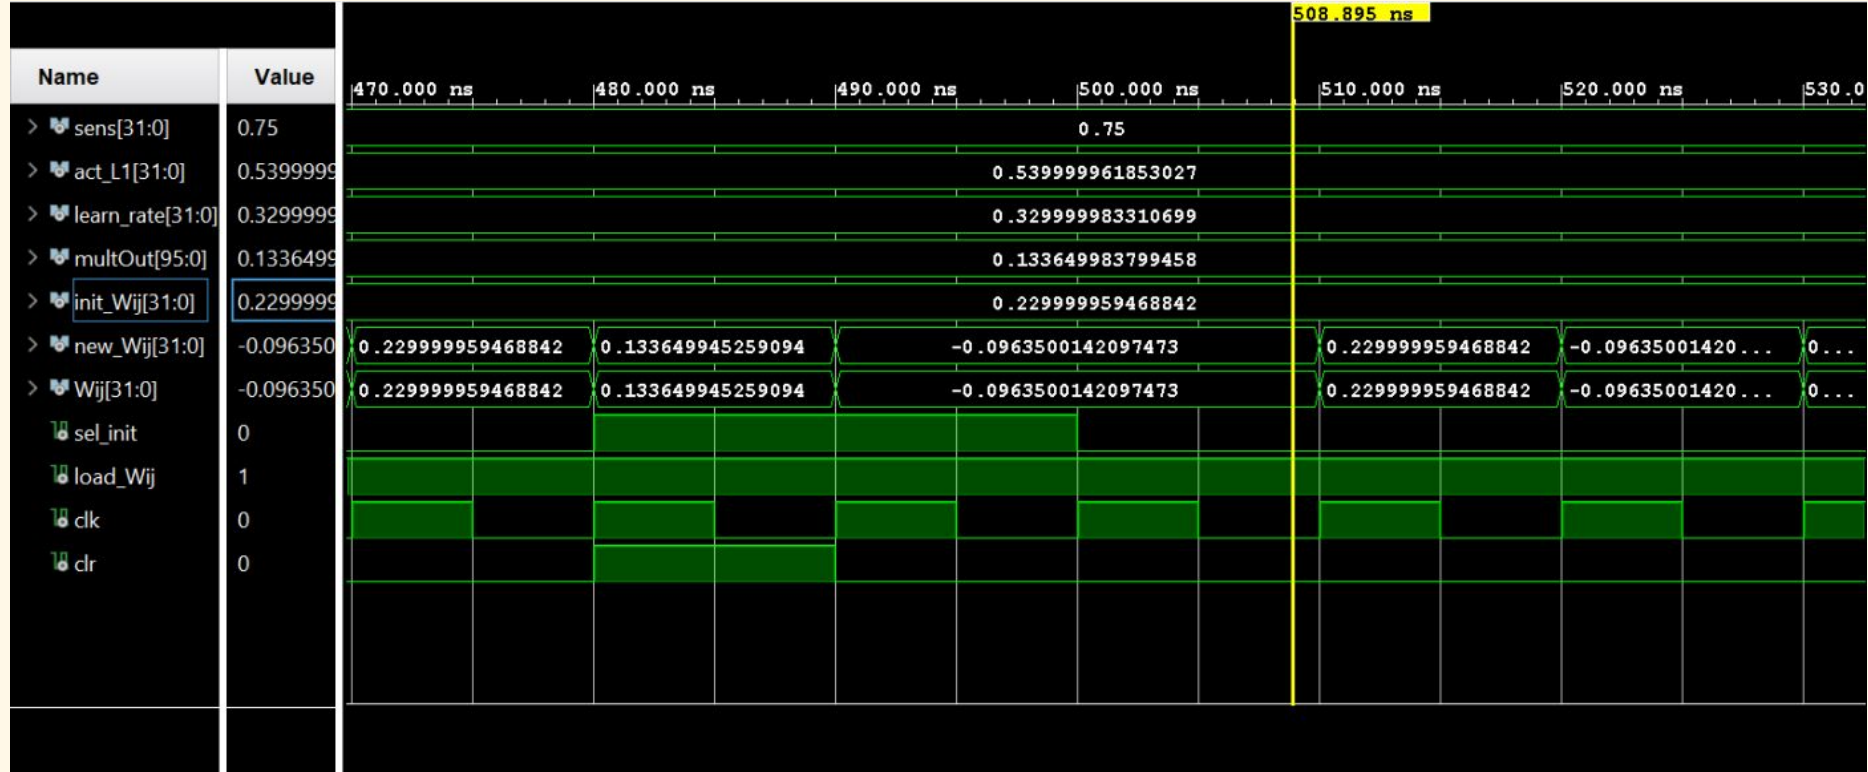 508.895 ns
Name Value
470.000 ns 480.000 ns 490.000 ns 500.000 ns 510.000 ns 520.000 ns 530.0
sens[31:0] 0.75 0.75
act_L1[31:0] 0.5399999 0.539999961853027
learn_rate[31:0] 0.3299999 0.329999983310699
multOut[95:0] 0.1336499 0.133649983799458
init_Wij[31:0] 0.2299999 0.229999959468842
new_Wij[31:0] -0.096350 0.229999959468842 0.133649945259094 -0.0963500142097473 0.229999959468842 -0.09635001420... 0...
Wij[31:0] -0.096350 0.229999959468842 0.133649945259094 -0.0963500142097473 0.229999959468842 -0.09635001420... 0...
sel_init 0
load_Wij 1
clk 0
clr 0